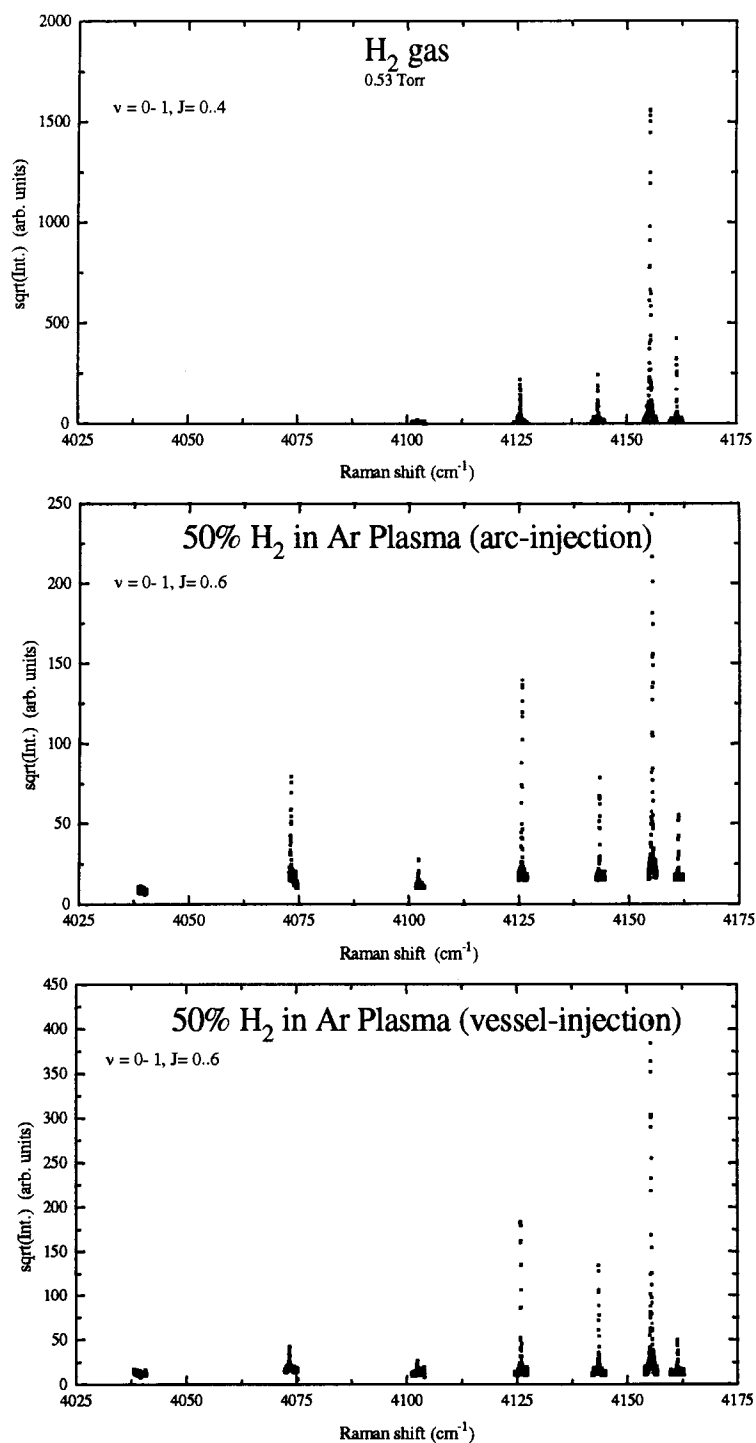 2000
1500
1000
500
0
sqrt(Int.) (arb. units)
H₂ gas
0.53 Torr
v = 0- 1, J= 0..4
4025 4050 4075 4100 4125 4150 4175
Raman shift (cm⁻¹)
250
200
150
100
50
0
sqrt(Int.) (arb. units)
50% H₂ in Ar Plasma (arc-injection)
v = 0- 1, J= 0..6
4025 4050 4075 4100 4125 4150 4175
Raman shift (cm⁻¹)
450
400
350
300
250
200
150
100
50
0
sqrt(Int.) (arb. units)
50% H₂ in Ar Plasma (vessel-injection)
v = 0- 1, J= 0..6
4025 4050 4075 4100 4125 4150 4175
Raman shift (cm⁻¹)